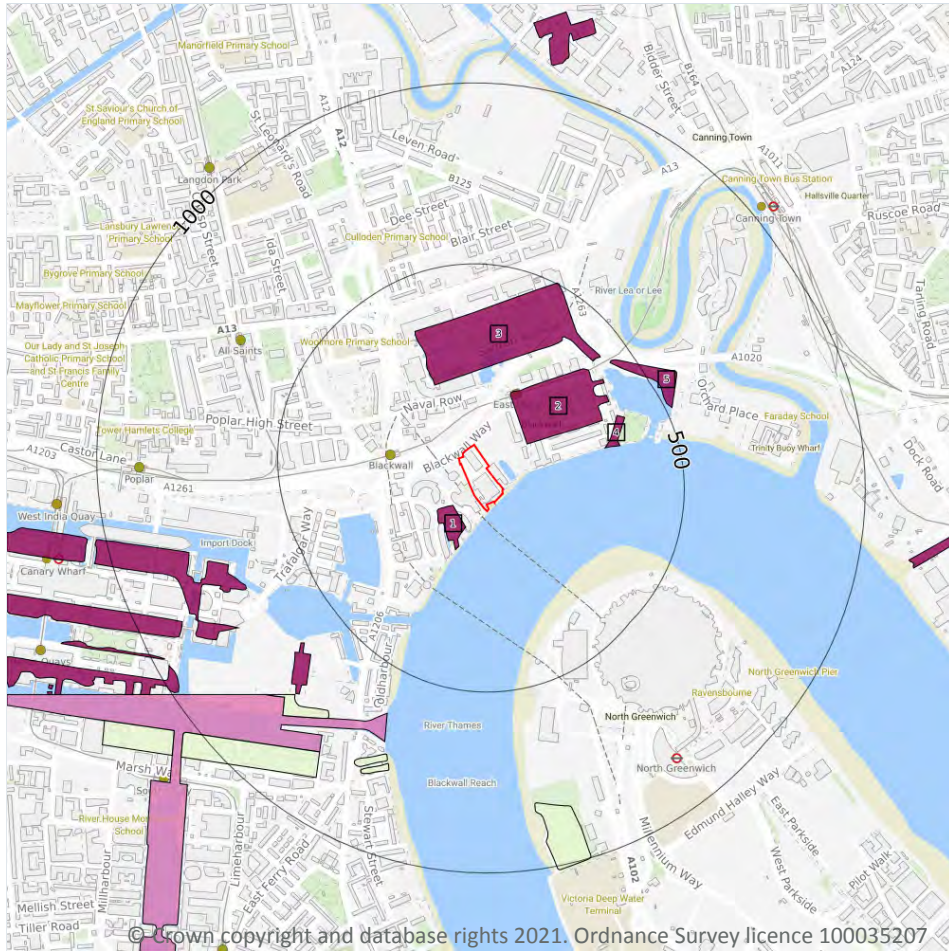 Manorfield Primary School
Bidder Street
B164
A124
St Saviour's Church of
England Primary School
A12
A12
St Leonard's Road
Leven Road
Canning Town
A1011
Langdon Park
B125
A13
Canning Town Bus Station
1000
Dee Street
Hallsville Quarter
Canning Town
Ruscoe Road
Lansbury Lawrence
Primary School
Ida Street
Culloden Primary School
Blair Street
Bygrove Primary School
River Lea or Lee
Tarling Road
Mayflower Primary School
A13
3
Woolmore Primary School
Our Lady and St Joseph
Catholic Primary School
and St Francis Family
Centre
All Saints
A1020
5
Naval Row
East
2
Blackwall
Orchard Place
Faraday School
Poplar High Street
Tower Hamlets College
500
Trinity Buoy Wharf
Dock Road
A1203
Castor Lane
Blackwall Way
Blackwall
Poplar
A1261
West India Quay
1
Import Dock
Trafalgar Way
Canary Wharf
A1206
Quays
North Greenwich Pier
Ravensbourne
River Thames
North Greenwich
Marsh
North Greenwich
Blackwall Reach
Edmund Halley Way
East Parkside
Stewart Street
School
Limeharbour
Millharbour
East Ferry Road
Millennium Way
West Parkside
Pilot Walk
A102
Mellish Street
Tiller Road
Victoria Deep Water
Terminal
© Crown copyright and database rights 2021. Ordnance Survey licence 100035207.